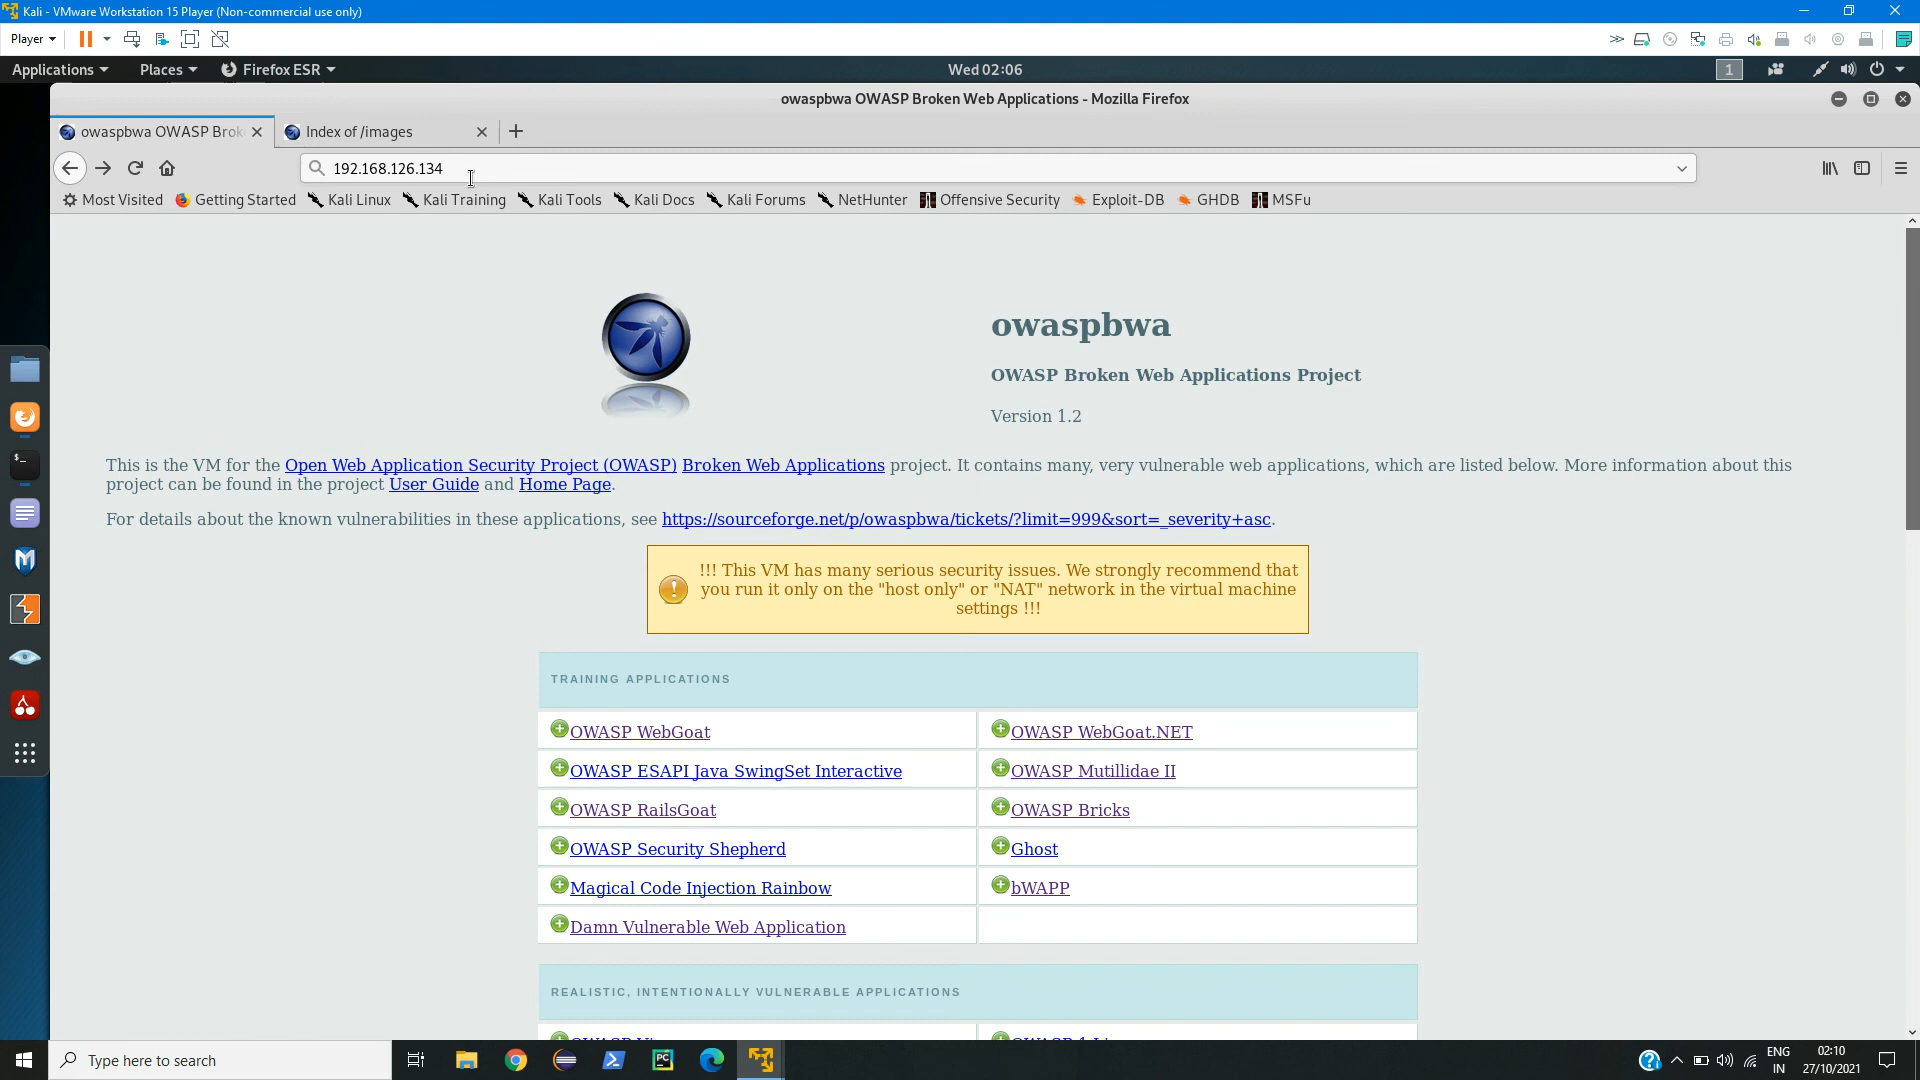 Kali - VMware Workstation 15 Player (Non-commercial use only)
Player
Applications Places Firefox ESR Wed 02:06 1
owaspbwa OWASP Broken Web Applications - Mozilla Firefox
owaspbwa OWASP Brok Index of /images
192.168.126.134
Most Visited Getting Started Kali Linux Kali Training Kali Tools Kali Docs Kali Forums NetHunter Offensive Security Exploit-DB GHDB MSFu
owaspbwa
OWASP Broken Web Applications Project
Version 1.2
This is the VM for the Open Web Application Security Project (OWASP) Broken Web Applications project. It contains many, very vulnerable web applications, which are listed below. More information about this
project can be found in the project User Guide and Home Page.
For details about the known vulnerabilities in these applications, see https://sourceforge.net/p/owaspbwa/tickets/?limit=999&sort=_severity+asc.
!!! This VM has many serious security issues. We strongly recommend that
you run it only on the "host only" or "NAT" network in the virtual machine
settings !!!
TRAINING APPLICATIONS
OWASP WebGoat OWASP WebGoat.NET
OWASP ESAPI Java SwingSet Interactive OWASP Mutillidae II
OWASP RailsGoat OWASP Bricks
OWASP Security Shepherd Ghost
Magical Code Injection Rainbow bWAPP
Damn Vulnerable Web Application
REALISTIC, INTENTIONALLY VULNERABLE APPLICATIONS
Type here to search
PC
ENG
IN
02:10
27/10/2021